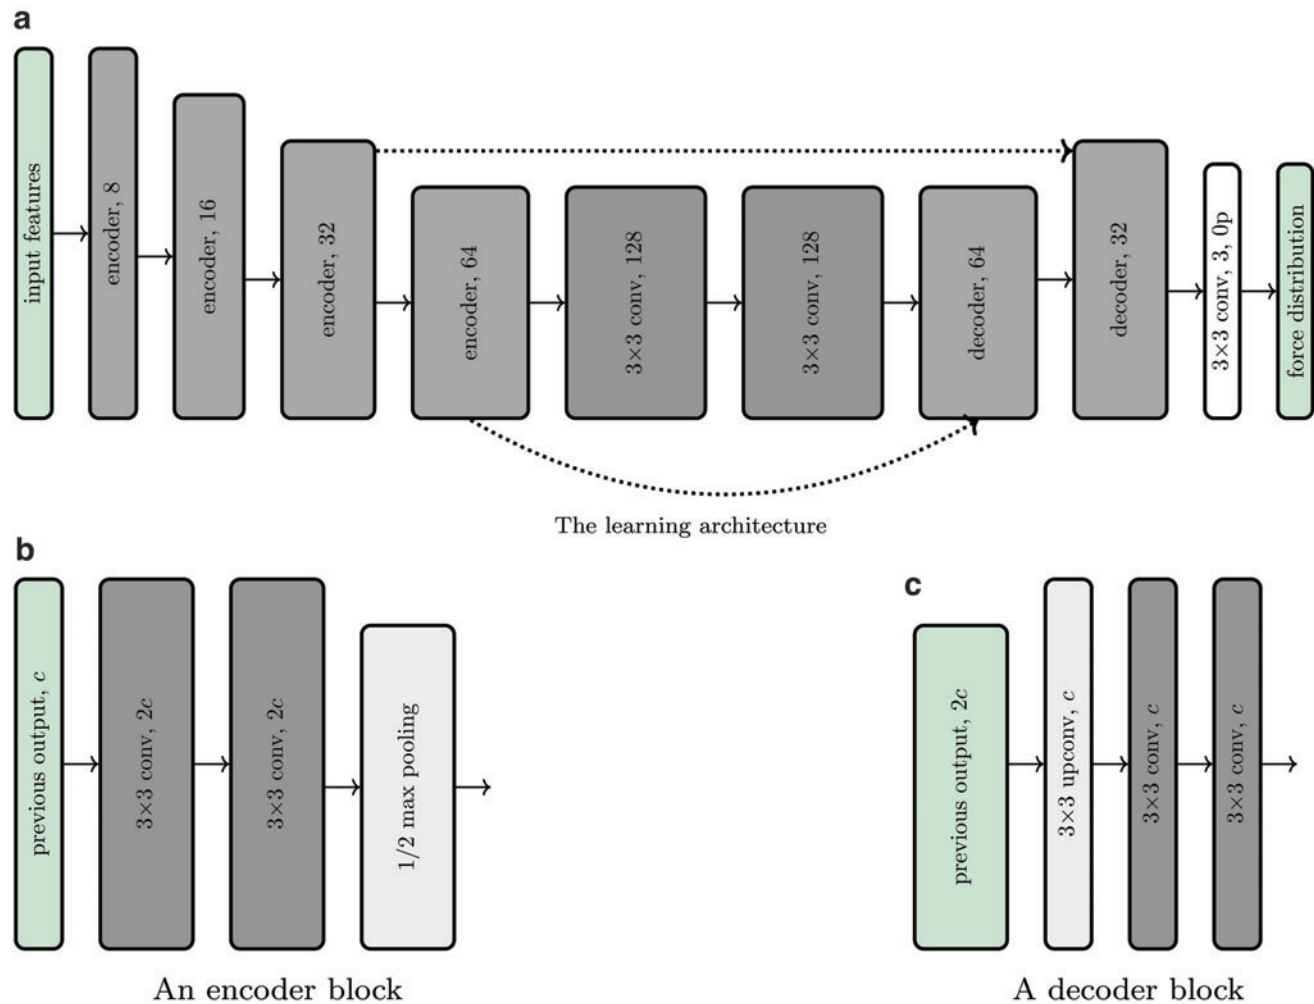 a
input features
encoder, 8
encoder, 16
encoder, 32
encoder, 64
3×3 conv, 128
3×3 conv, 128
decoder, 64
decoder, 32
3×3 conv, 3, 0p
force distribution
The learning architecture
b
previous output, c
3×3 conv, 2c
3×3 conv, 2c
1/2 max pooling
An encoder block
c
previous output, 2c
3×3 upconv, c
3×3 conv, c
3×3 conv, c
A decoder block